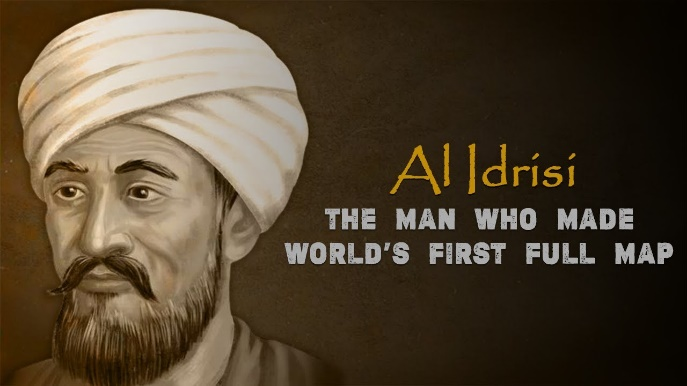 Al Idrisi
THE MAN WHO MADE
WORLD'S FIRST FULL MAP